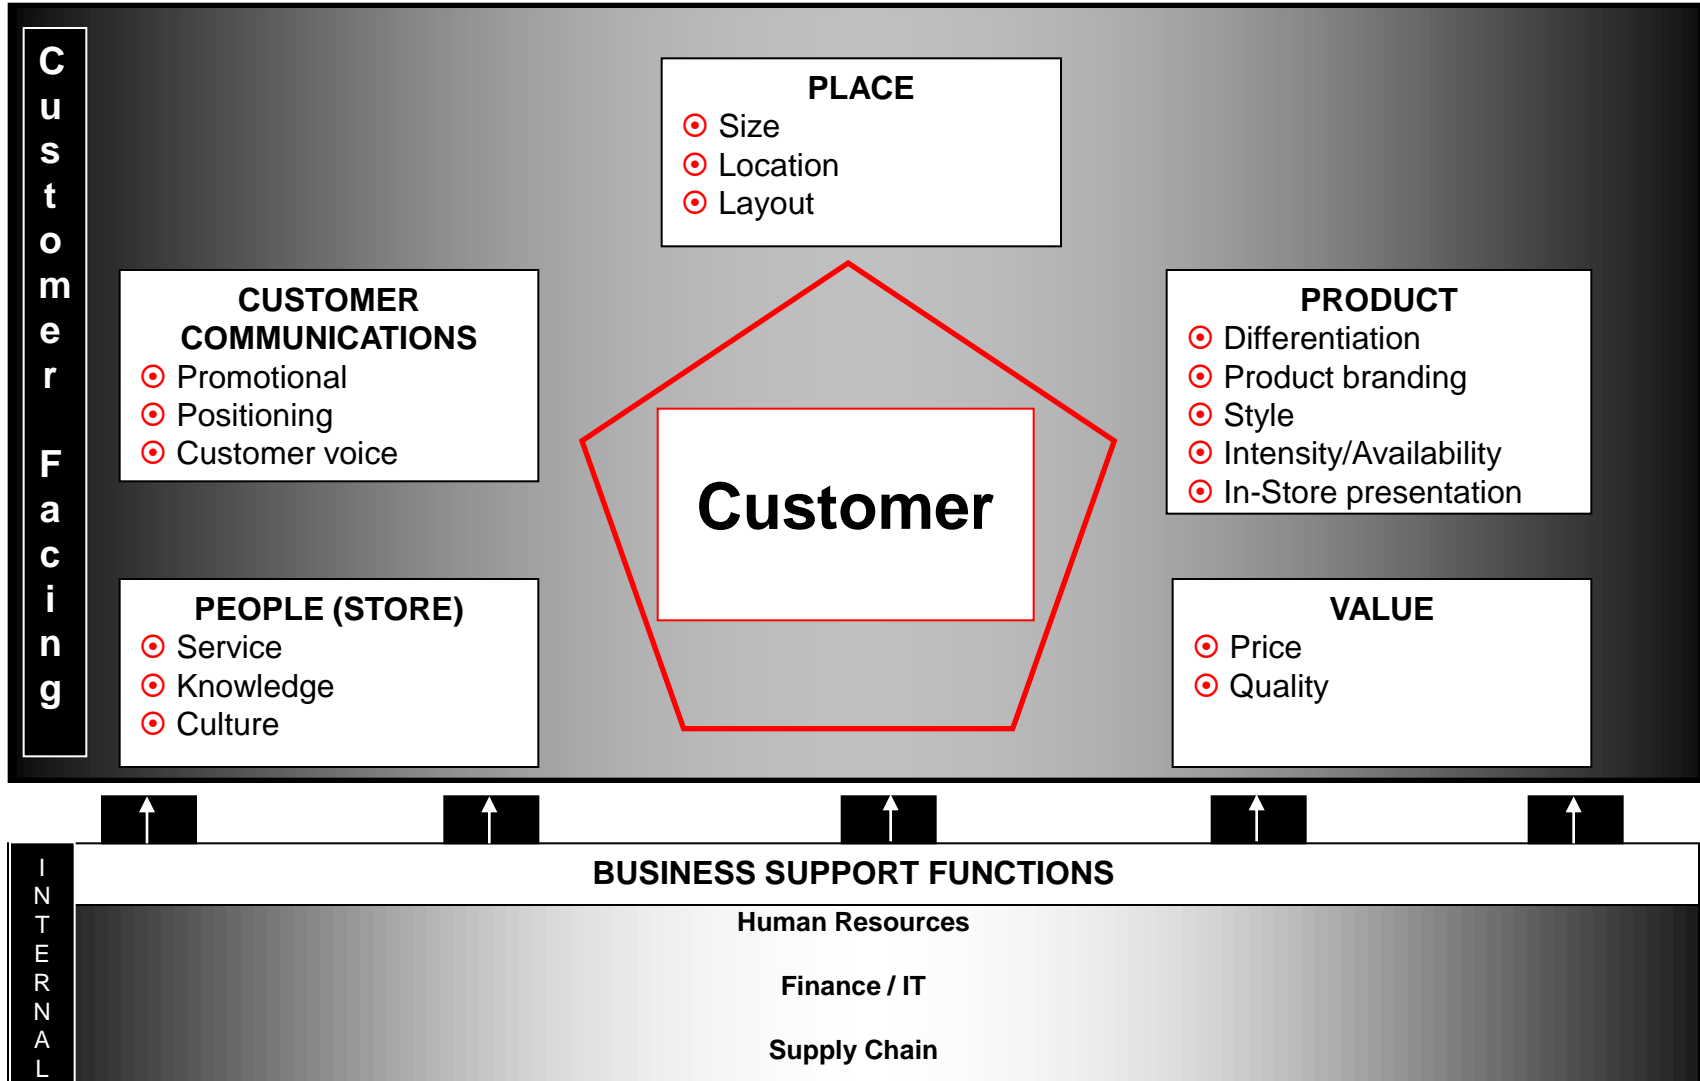 Customer Facing
PLACE
Size
Location
Layout
CUSTOMER
COMMUNICATIONS
Promotional
Positioning
Customer voice
PRODUCT
Differentiation
Product branding
Style
Intensity/Availability
In-Store presentation
Customer
PEOPLE (STORE)
Service
Knowledge
Culture
VALUE
Price
Quality
INTERNAL
BUSINESS SUPPORT FUNCTIONS
Human Resources
Finance / IT
Supply Chain